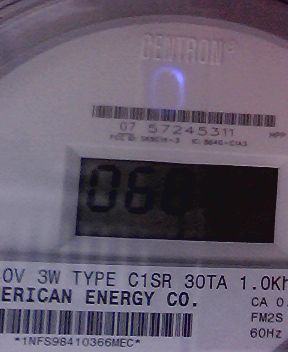 CENTRON®
07 57245311
060
0V 3W TYPE C1SR 30TA 1.0Kh
ERICAN ENERGY CO.
CA 0.
FM2S
60Hz
*1NFS98410366MEC*